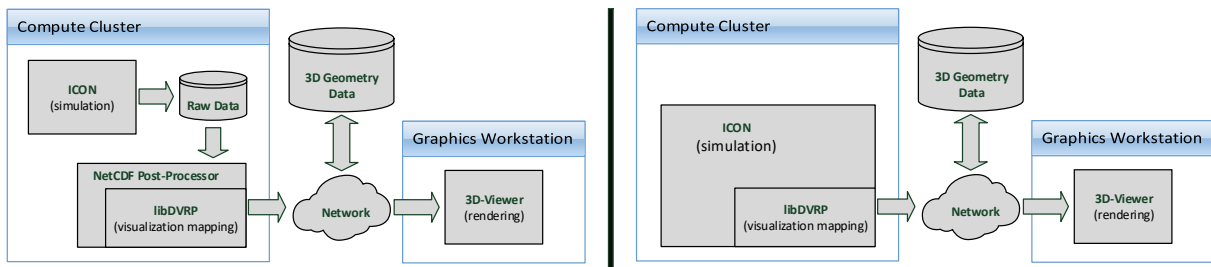 Compute Cluster
ICON
(simulation)
Raw Data
NetCDF Post-Processor
libDVRP
(visualization mapping)
3D Geometry
Data
Network
Graphics Workstation
3D-Viewer
(rendering)
Compute Cluster
ICON
(simulation)
libDVRP
(visualization mapping)
3D Geometry
Data
Network
Graphics Workstation
3D-Viewer
(rendering)